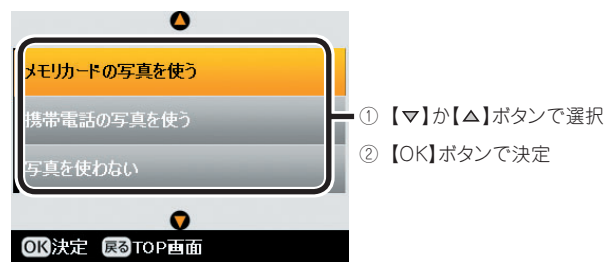 メモリカードの写真を使う
携帯電話の写真を使う
写真を使わない
OK決定 戻るTOP画面
① 【▽】か【△】ボタンで選択
② 【OK】ボタンで決定